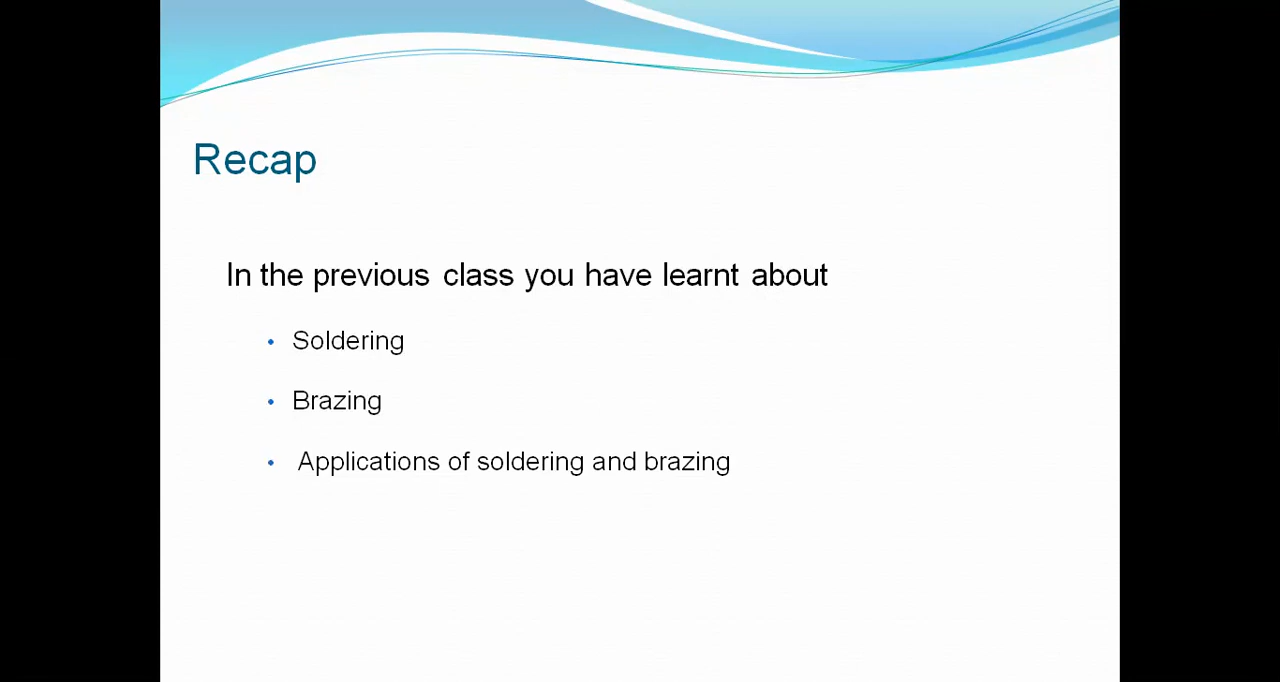 Recap
In the previous class you have learnt about
• Soldering
• Brazing
• Applications of soldering and brazing